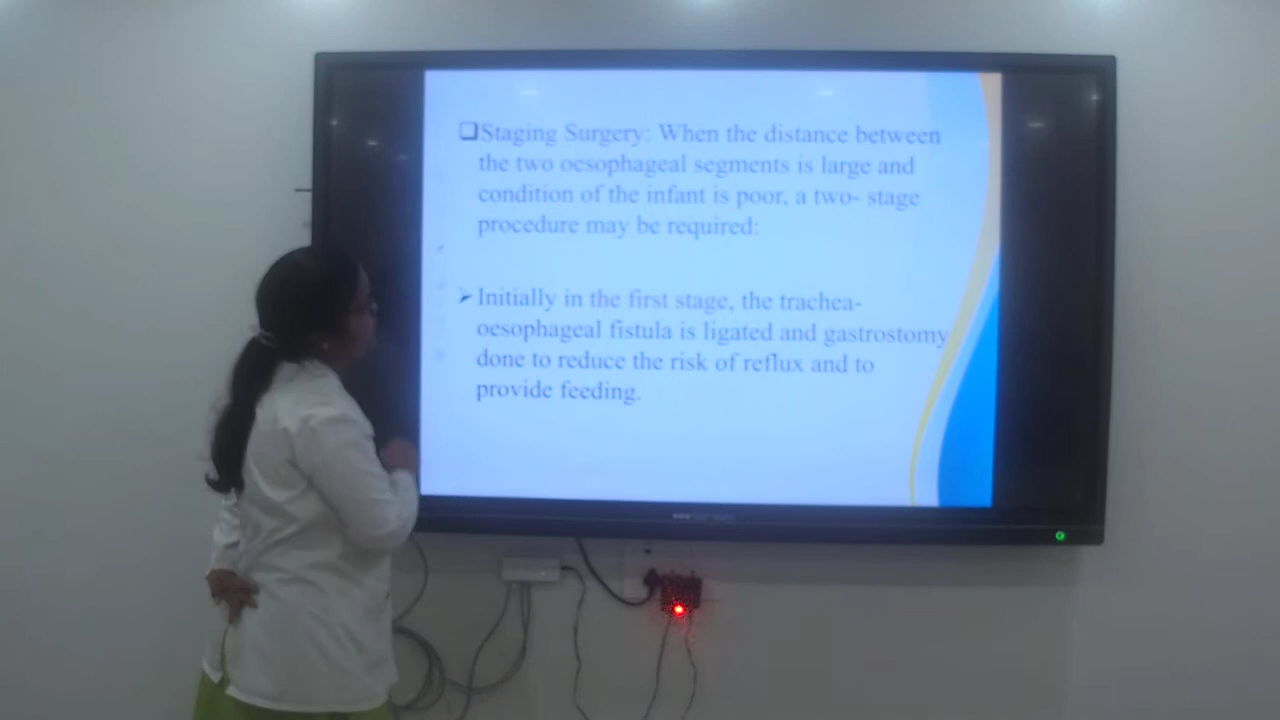 ❑Staging Surgery: When the distance between
the two oesophageal segments is large and
condition of the infant is poor, a two- stage
procedure may be required:
➢Initially in the first stage, the trachea-
oesophageal fistula is ligated and gastrostomy
done to reduce the risk of reflux and to
provide feeding.